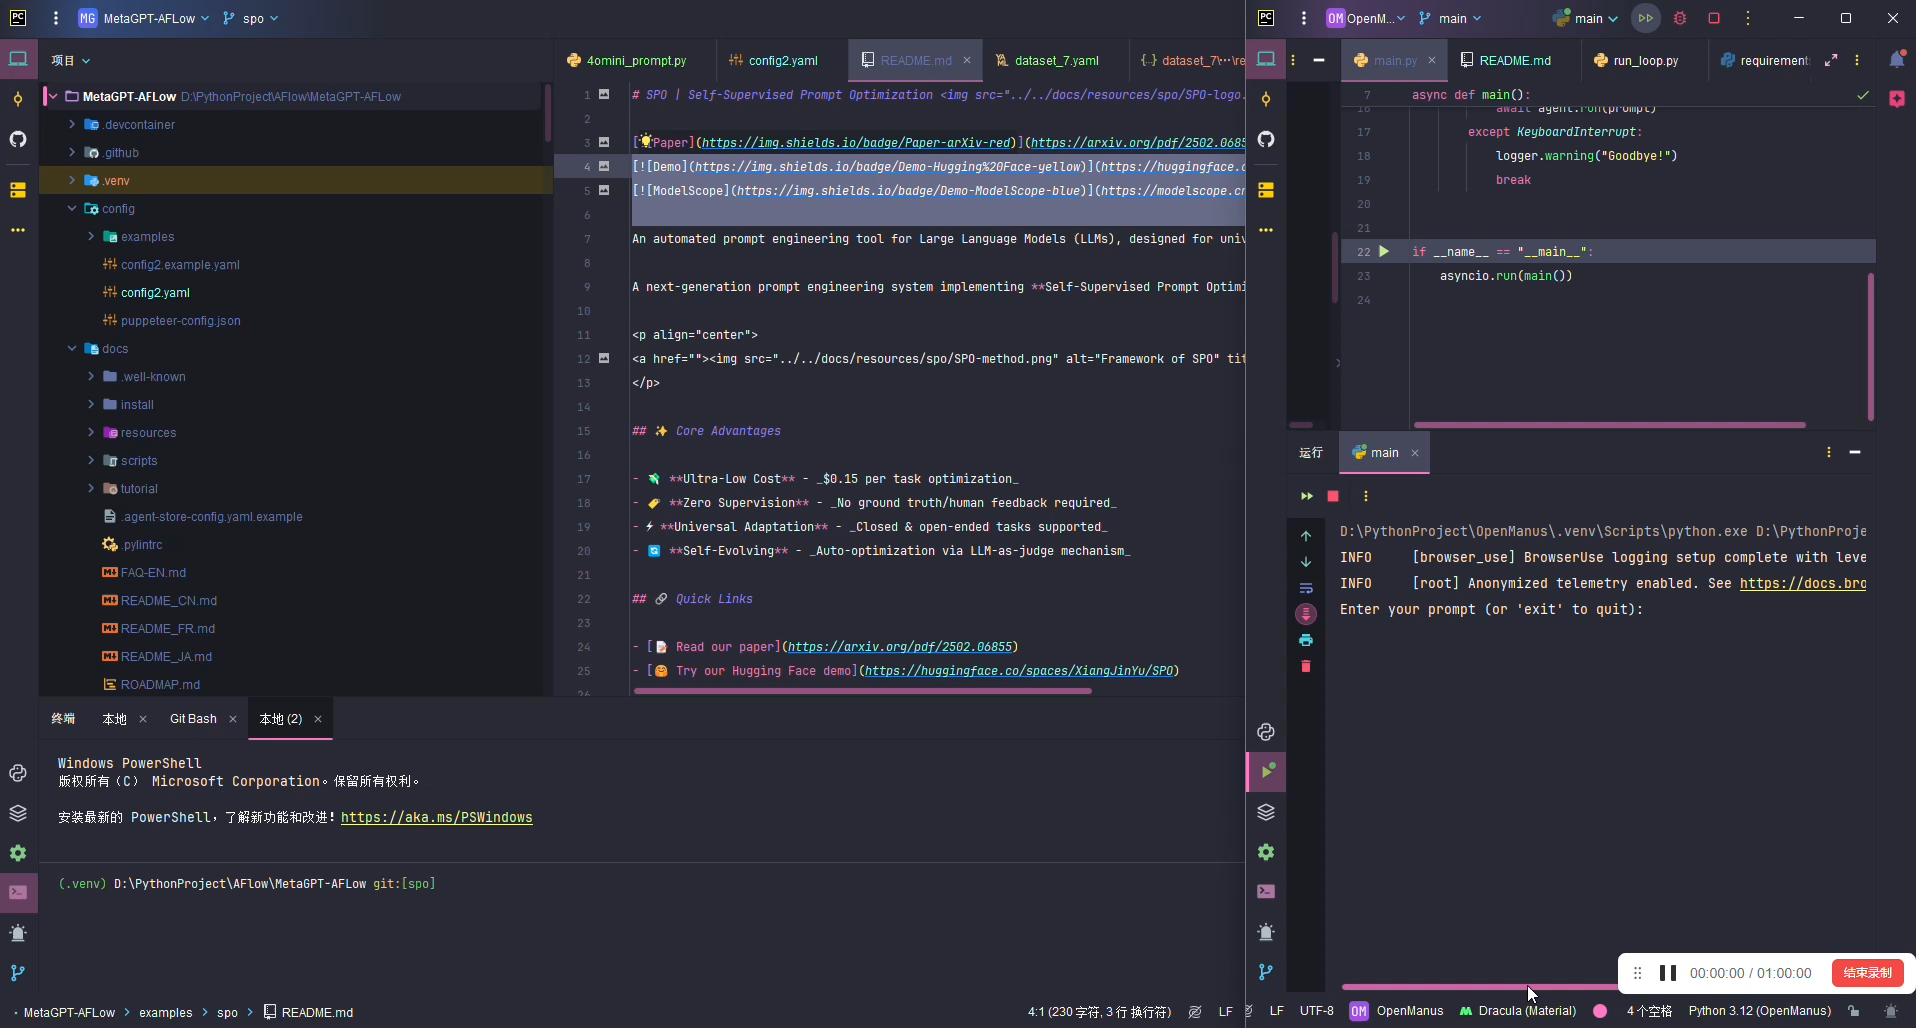 PC MG MetaGPT-AFLow spo
项目
MetaGPT-AFLow D:\PythonProject\AFlow\MetaGPT-AFLow
.devcontainer
.github
.venv
config
examples
config2.example.yaml
config2.yaml
puppeteer-config.json
docs
.well-known
install
resources
scripts
tutorial
.agent-store-config.yaml.example
.pylintrc
FAQ-EN.md
README_CN.md
README_FR.md
README_JA.md
ROADMAP.md
4omini_prompt.py config2.yaml README.md dataset_7.yaml dataset_7\···\re
1 # SPO | Self-Supervised Prompt Optimization <img src="../../docs/resources/spo/SPO-logo.
2
3 [Paper](https://img.shields.io/badge/Paper-arXiv-red)](https://arxiv.org/pdf/2502.0685
4 [![Demo](https://img.shields.io/badge/Demo-Hugging%20Face-yellow)](https://huggingface.c
5 [![ModelScope](https://img.shields.io/badge/Demo-ModelScope-blue)](https://modelscope.cn
6
7 An automated prompt engineering tool for Large Language Models (LLMs), designed for univ
8
9 A next-generation prompt engineering system implementing **Self-Supervised Prompt Optimi
10
11 <p align="center">
12 <a href=""><img src="../../docs/resources/spo/SPO-method.png" alt="Framework of SPO" tit
13 </p>
14
15 ## ✨ Core Advantages
16
17 - 💸 **Ultra-Low Cost** - _$0.15 per task optimization_
18 - 🏷️ **Zero Supervision** - _No ground truth/human feedback required_
19 - ⚡ **Universal Adaptation** - _Closed & open-ended tasks supported_
20 - 🔄 **Self-Evolving** - _Auto-optimization via LLM-as-judge mechanism_
21
22 ## 🔗 Quick Links
23
24 - [📝 Read our paper](https://arxiv.org/pdf/2502.06855)
25 - [🤗 Try our Hugging Face demo](https://huggingface.co/spaces/XiangJinYu/SPO)
26
终端 本地 Git Bash 本地 (2)
Windows PowerShell
版权所有（C） Microsoft Corporation。保留所有权利。
安装最新的 PowerShell，了解新功能和改进！https://aka.ms/PSWindows
(.venv) D:\PythonProject\AFlow\MetaGPT-AFLow git:[spo]
MetaGPT-AFLow > examples > spo > README.md
4:1 (230 字符, 3 行 换行符) LF
PC OM OpenM... main main
main.py README.md run_loop.py requirement
7 async def main():
16 await agent.run(prompt)
17 except KeyboardInterrupt:
18 logger.warning("Goodbye!")
19 break
20
21
22 if __name__ == "__main__":
23 asyncio.run(main())
24
运行 main
D:\PythonProject\OpenManus\.venv\Scripts\python.exe D:\PythonProje
INFO [browser_use] BrowserUse logging setup complete with leve
INFO [root] Anonymized telemetry enabled. See https://docs.bro
Enter your prompt (or 'exit' to quit):
00:00:00 / 01:00:00 结束录制
LF UTF-8 OM OpenManus Dracula (Material) 4 个空格 Python 3.12 (OpenManus)